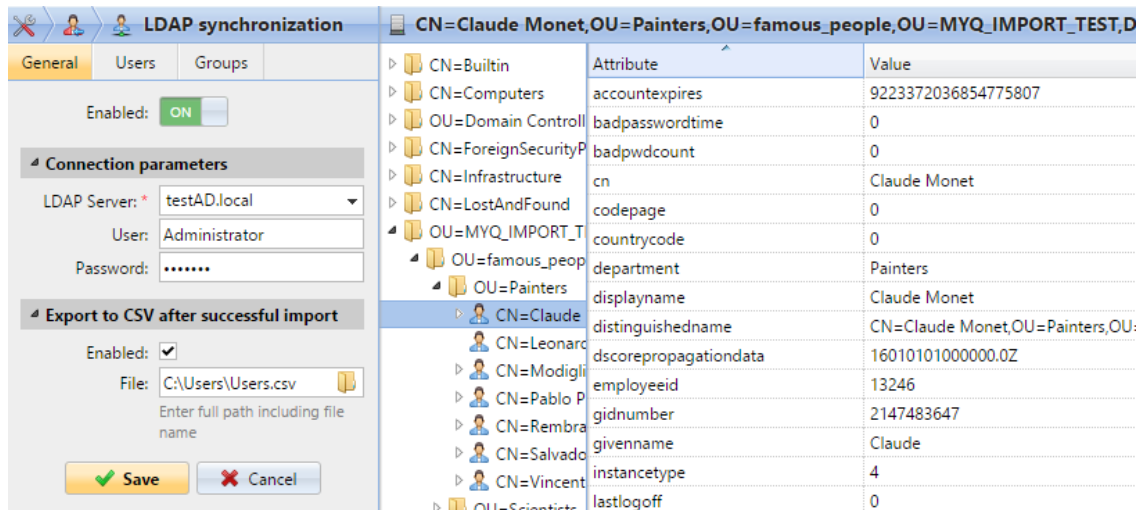 LDAP synchronization
General Users Groups
Enabled: ON
Connection parameters
LDAP Server: * testAD.local
User: Administrator
Password: •••••••
Export to CSV after successful import
Enabled:
File: C:\Users\Users.csv
Enter full path including file
name
Save Cancel
CN=Claude Monet,OU=Painters,OU=famous_people,OU=MYQ_IMPORT_TEST,D
CN=Builtin
CN=Computers
OU=Domain Controll
CN=ForeignSecurityP
CN=Infrastructure
CN=LostAndFound
OU=MYQ_IMPORT_T
OU=famous_peop
OU=Painters
CN=Claude
CN=Leonard
CN=Modigli
CN=Pablo P
CN=Rembra
CN=Salvado
CN=Vincent
OU=Scientists
Attribute Value
accountexpires 9223372036854775807
badpasswordtime 0
badpwdcount 0
cn Claude Monet
codepage 0
countrycode 0
department Painters
displayname Claude Monet
distinguishedname CN=Claude Monet,OU=Painters,OU=
dscorepropagationdata 16010101000000.0Z
employeeid 13246
gidnumber 2147483647
givenname Claude
instancetype 4
lastlogoff 0